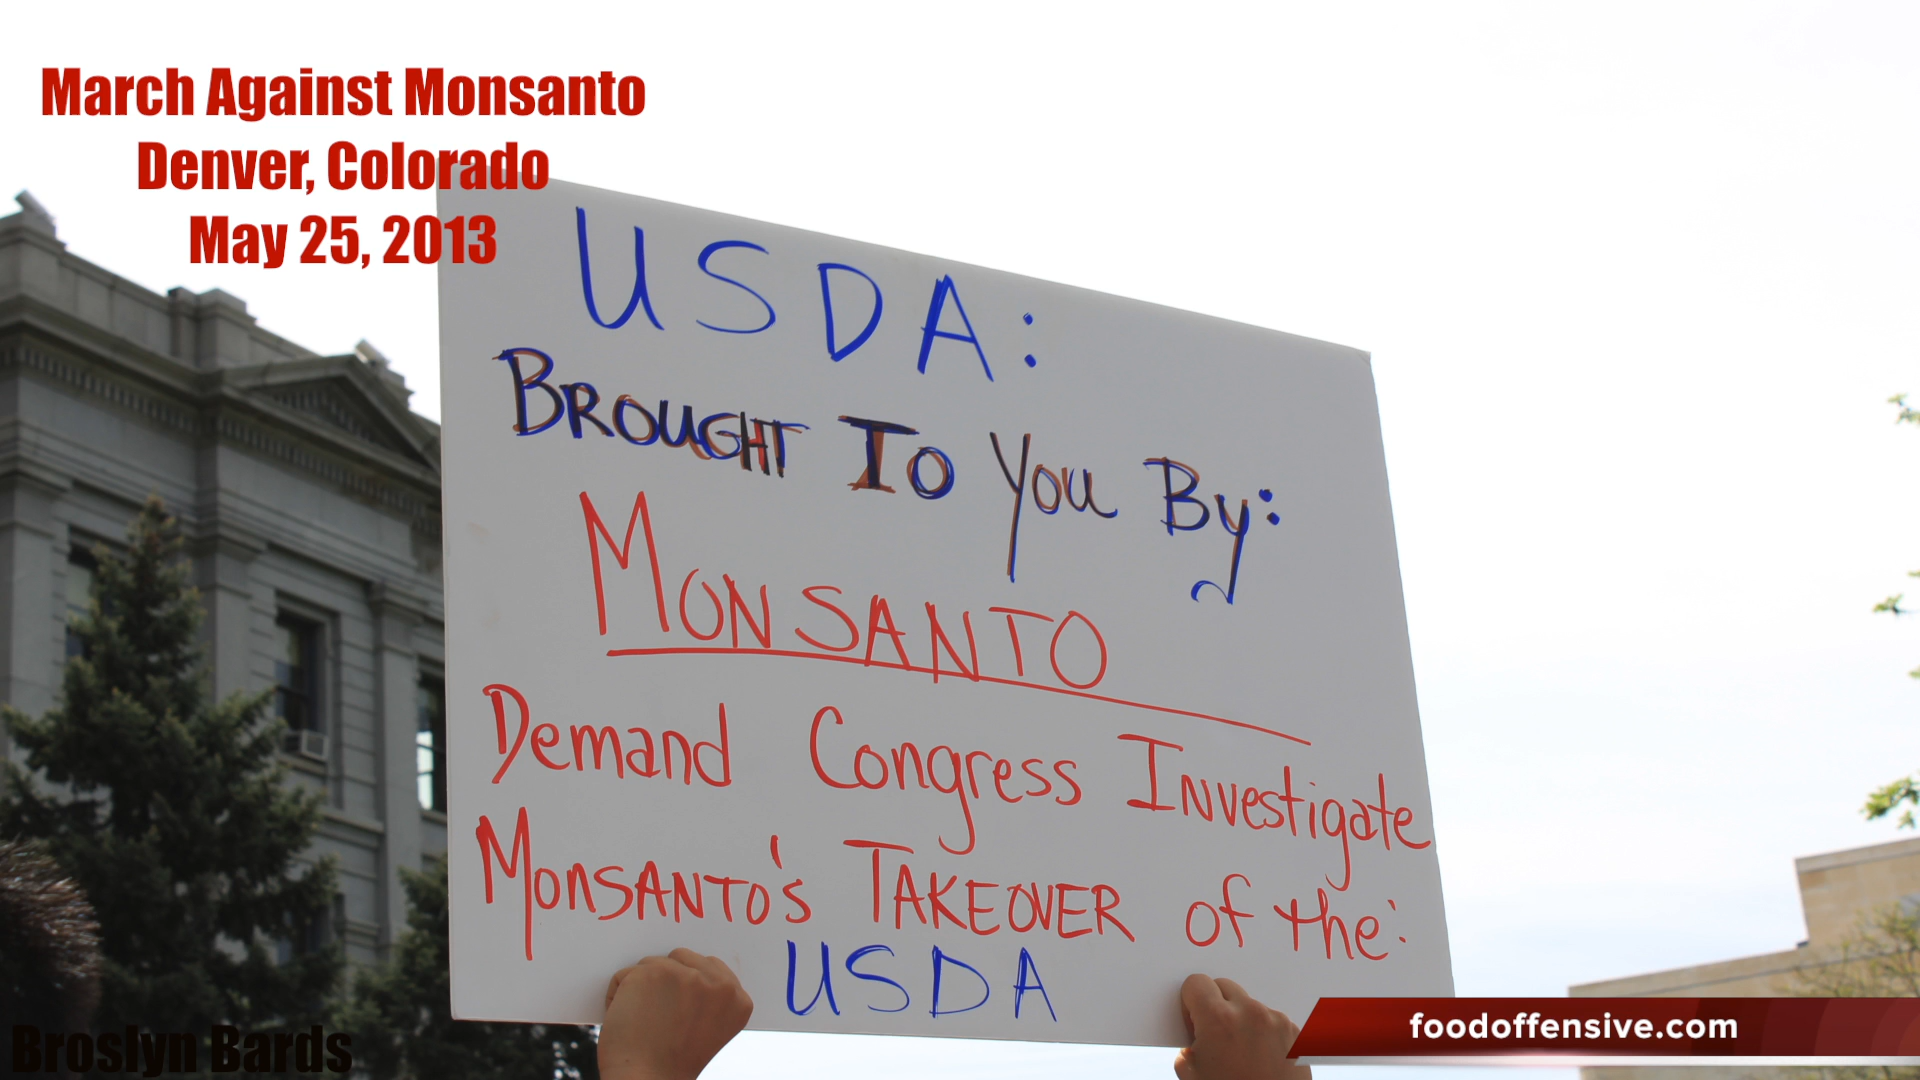 March Against Monsanto
Denver, Colorado
May 25, 2013
USDA:
BROUGHT TO YOU By:
MONSANTO
Demand Congress Investigate
MONSANTO'S TAKEOVER of the:
USDA
foodoffensive.com
Broslyn Bards